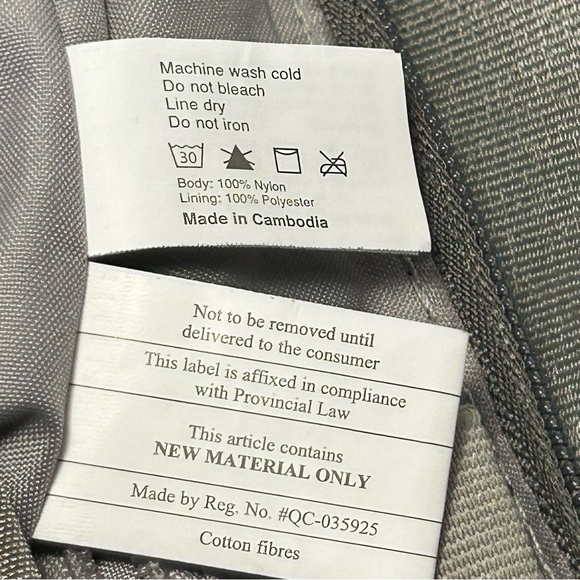 Machine wash cold
Do not bleach
Line dry
Do not iron
30
Body: 100% Nylon
Lining: 100% Polyester
Made in Cambodia
Not to be removed until
delivered to the consumer
This label is affixed in compliance
with Provincial Law
This article contains
NEW MATERIAL ONLY
Made by Reg. No. #QC-035925
Cotton fibres